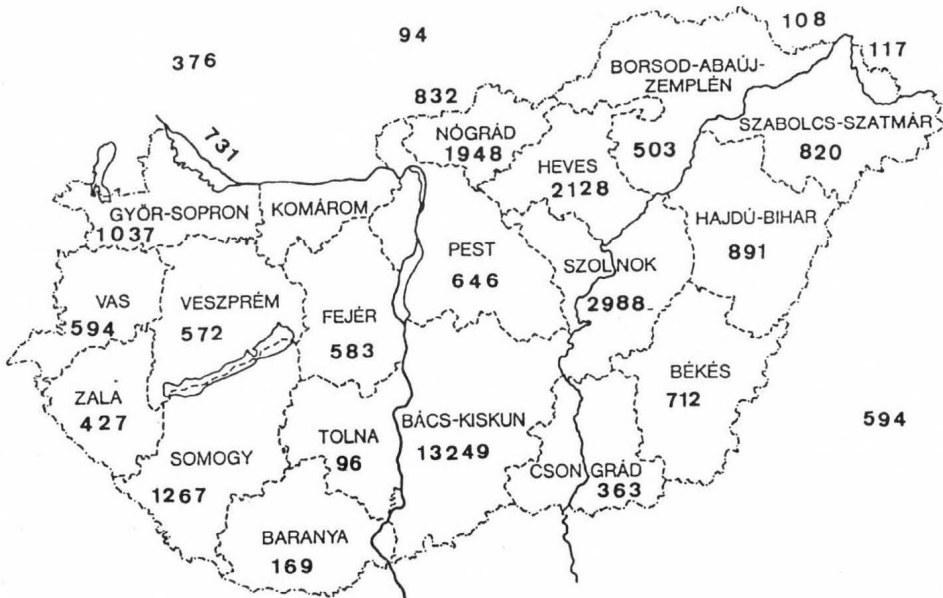 108
94
376
117
BORSOD-ABAÚJ-
ZEMPLÉN
832
NÓGRÁD
1948
SZABOLCS-SZATMÁR
820
731
503
HEVES
2128
GYŐR-SOPRON
1037
KOMÁROM
HAJDÚ-BIHAR
891
PEST
646
SZOLNOK
2988
VAS
594
VESZPRÉM
572
FEJÉR
583
BÉKÉS
712
ZALA
427
594
BÁCS-KISKUN
13249
TOLNA
96
SOMOGY
1267
CSONGRÁD
363
BARANYA
169